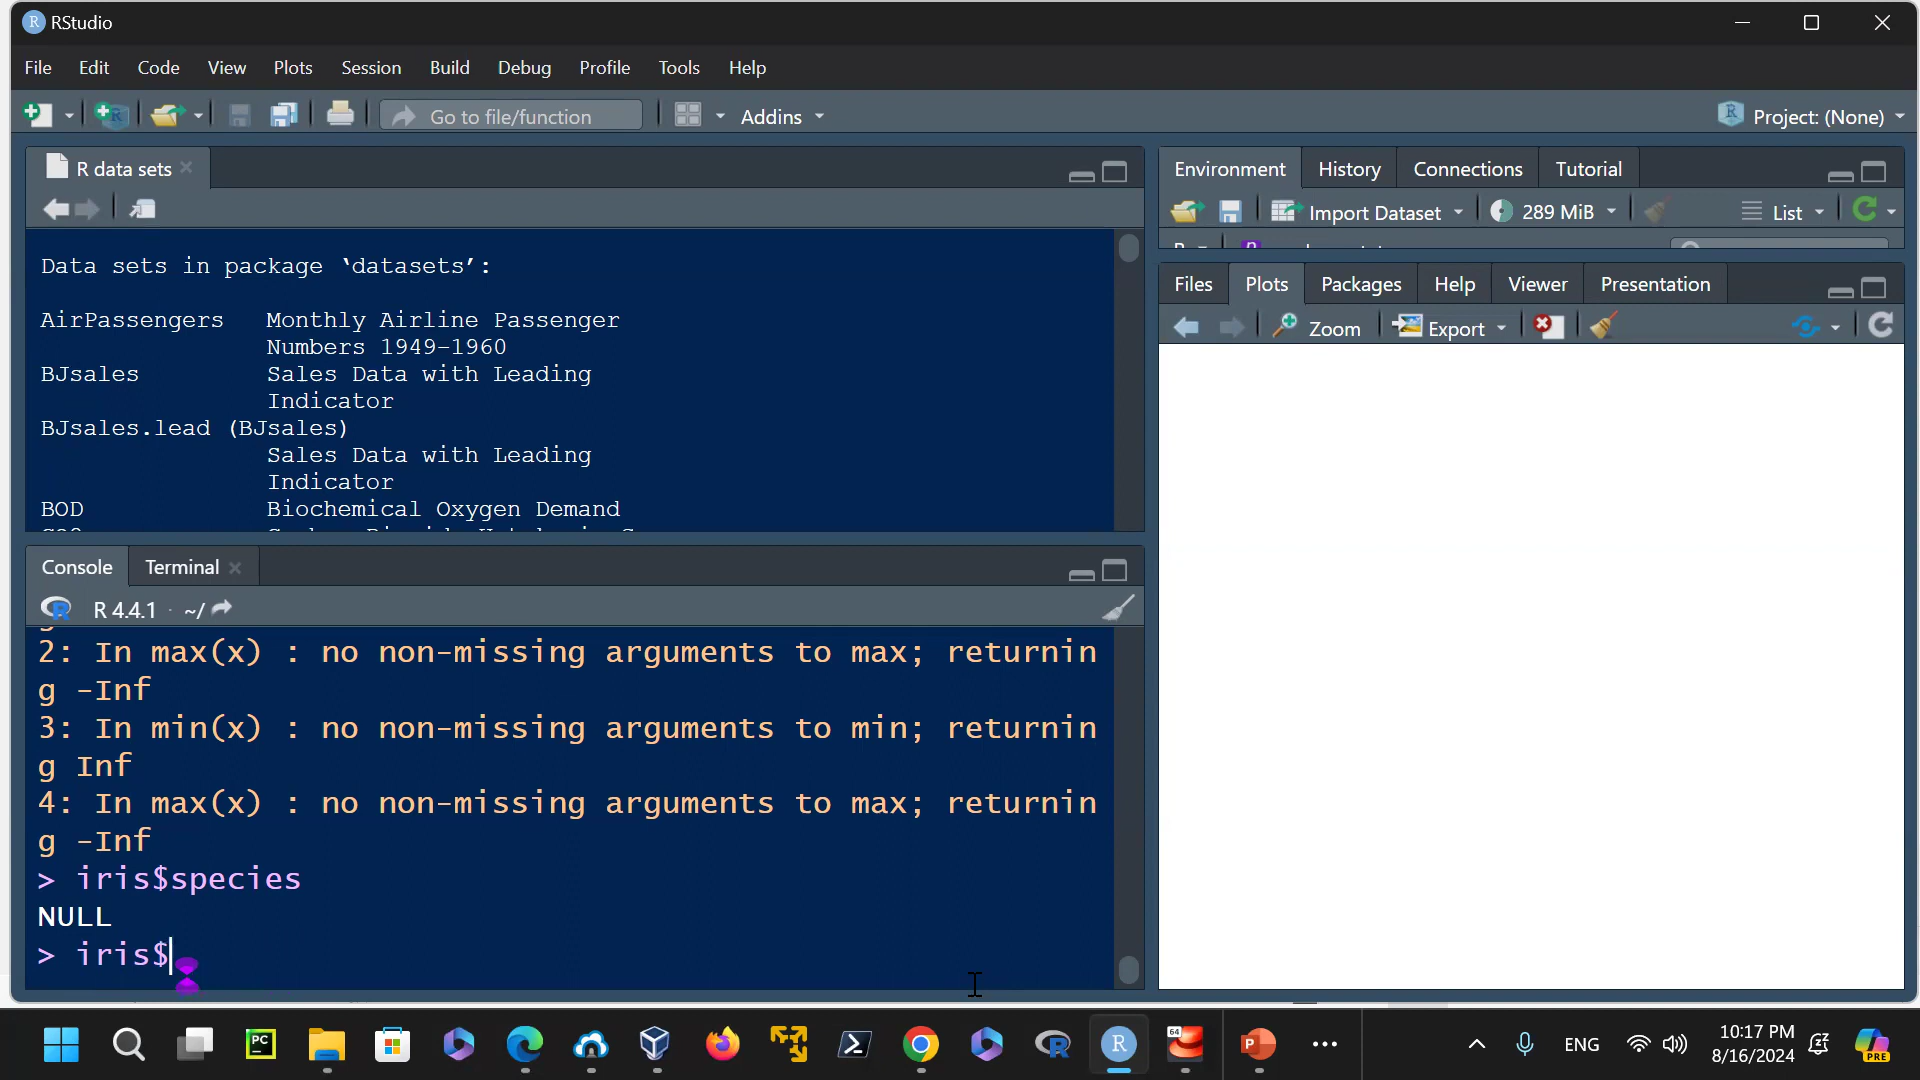 RStudio
File Edit Code View Plots Session Build Debug Profile Tools Help
Go to file/function Addins Project: (None)
R data sets
Data sets in package ‘datasets’:
AirPassengers Monthly Airline Passenger
Numbers 1949-1960
BJsales Sales Data with Leading
Indicator
BJsales.lead (BJsales)
Sales Data with Leading
Indicator
BOD Biochemical Oxygen Demand
Console Terminal
R 4.4.1 · ~/
2: In max(x) : no non-missing arguments to max; returnin
g -Inf
3: In min(x) : no non-missing arguments to min; returnin
g Inf
4: In max(x) : no non-missing arguments to max; returnin
g -Inf
> iris$species
NULL
> iris$
Environment History Connections Tutorial
Import Dataset 289 MiB List
Files Plots Packages Help Viewer Presentation
Zoom Export
PC 64 ENG 10:17 PM
8/16/2024
PRE